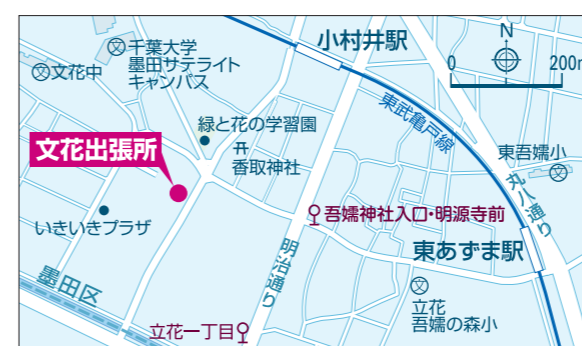 小村井駅
N
0 200m
千葉大学
墨田サテライト
キャンパス
文
文
文花中
東武亀戸線
緑と花の学習園
香取神社
文花出張所
東吾嬬小
文
丸八通り
いきいきプラザ
吾嬬神社入口・明源寺前
明治通り
東あずま駅
墨田区
文
立花
吾嬬の森小
立花一丁目